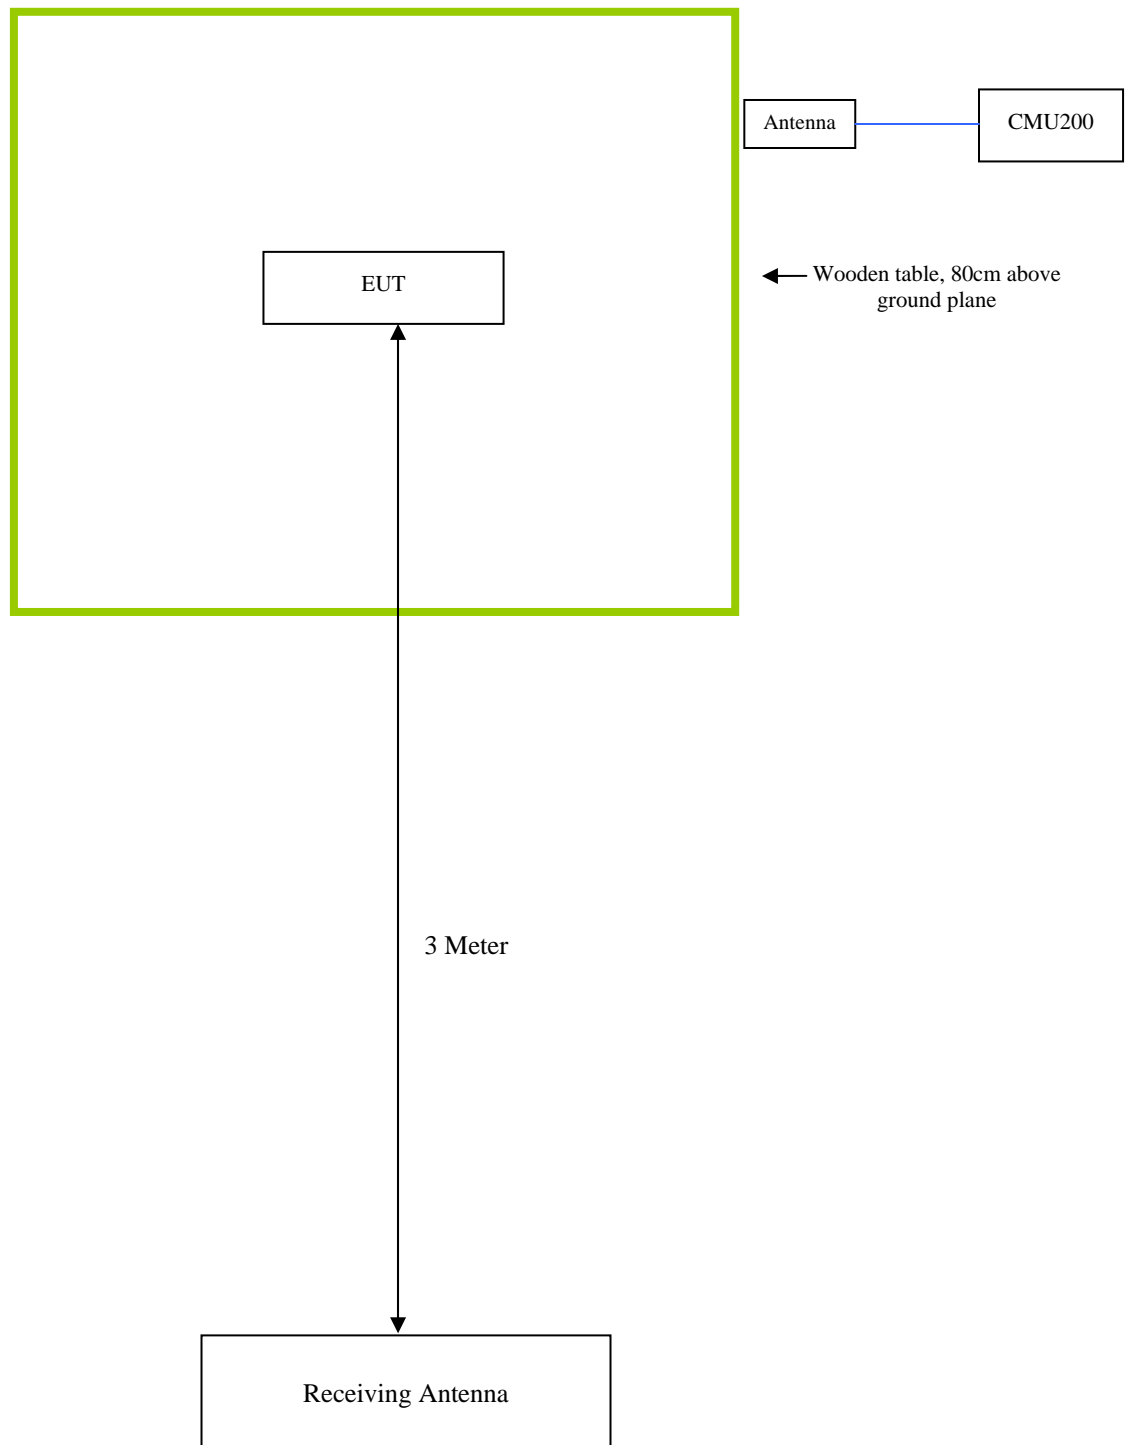 Antenna
CMU200
EUT
Wooden table, 80cm above
ground plane
3 Meter
Receiving Antenna